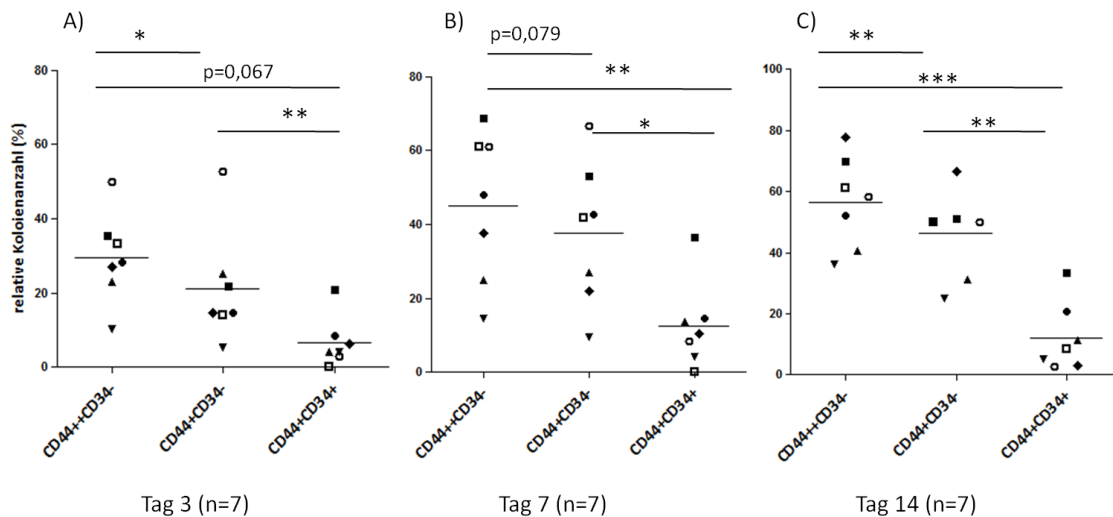 A)
*
p=0,067
**
80
60
40
20
0
relative Koloienanzahl (%)
CD44++CD34-
CD44+CD34-
CD44+CD34+
Tag 3 (n=7)
B)
p=0,079
**
*
80
60
40
20
0
CD44++CD34-
CD44+CD34-
CD44+CD34+
Tag 7 (n=7)
C)
**
***
**
100
80
60
40
20
0
CD44++CD34-
CD44+CD34-
CD44+CD34+
Tag 14 (n=7)